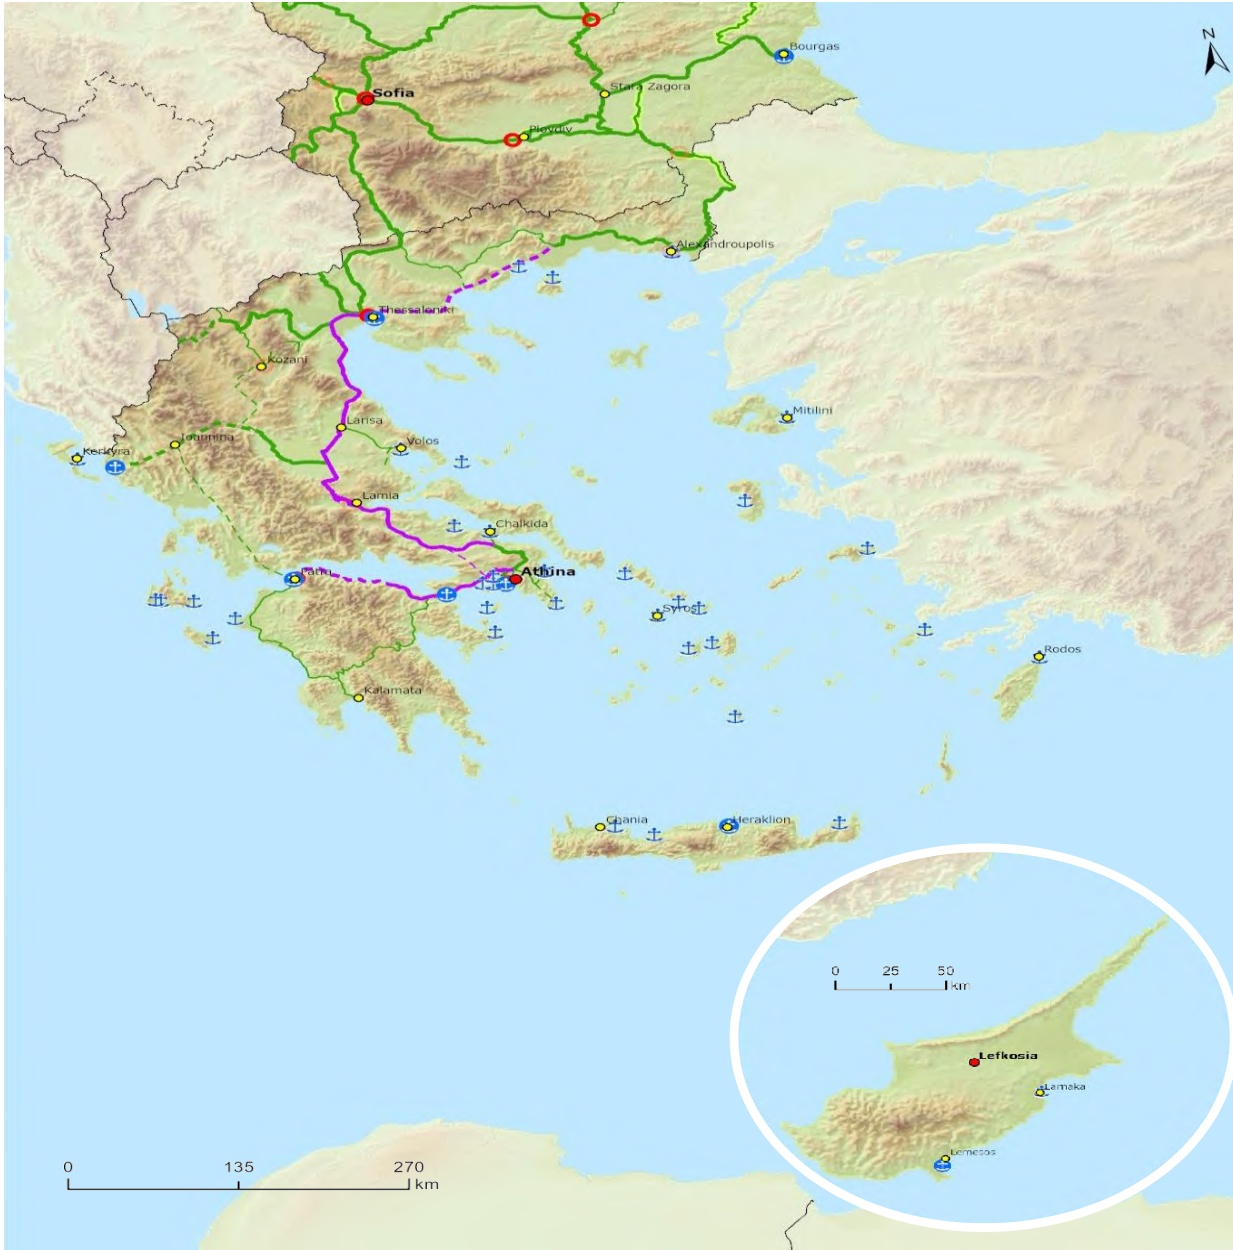 N
Bourgas
Sofia
Stara Zagora
Plovdiv
Alexandroupolis
Thessaloniki
Kozani
Mitilini
Larisa
Ioannina
Volos
Kerkyra
Lamia
Chalkida
Athina
Patra
Syros
Rodos
Kalamata
Chania
Heraklion
0 25 50
km
Lefkosia
Larnaka
Lemesos
0 135 270
km